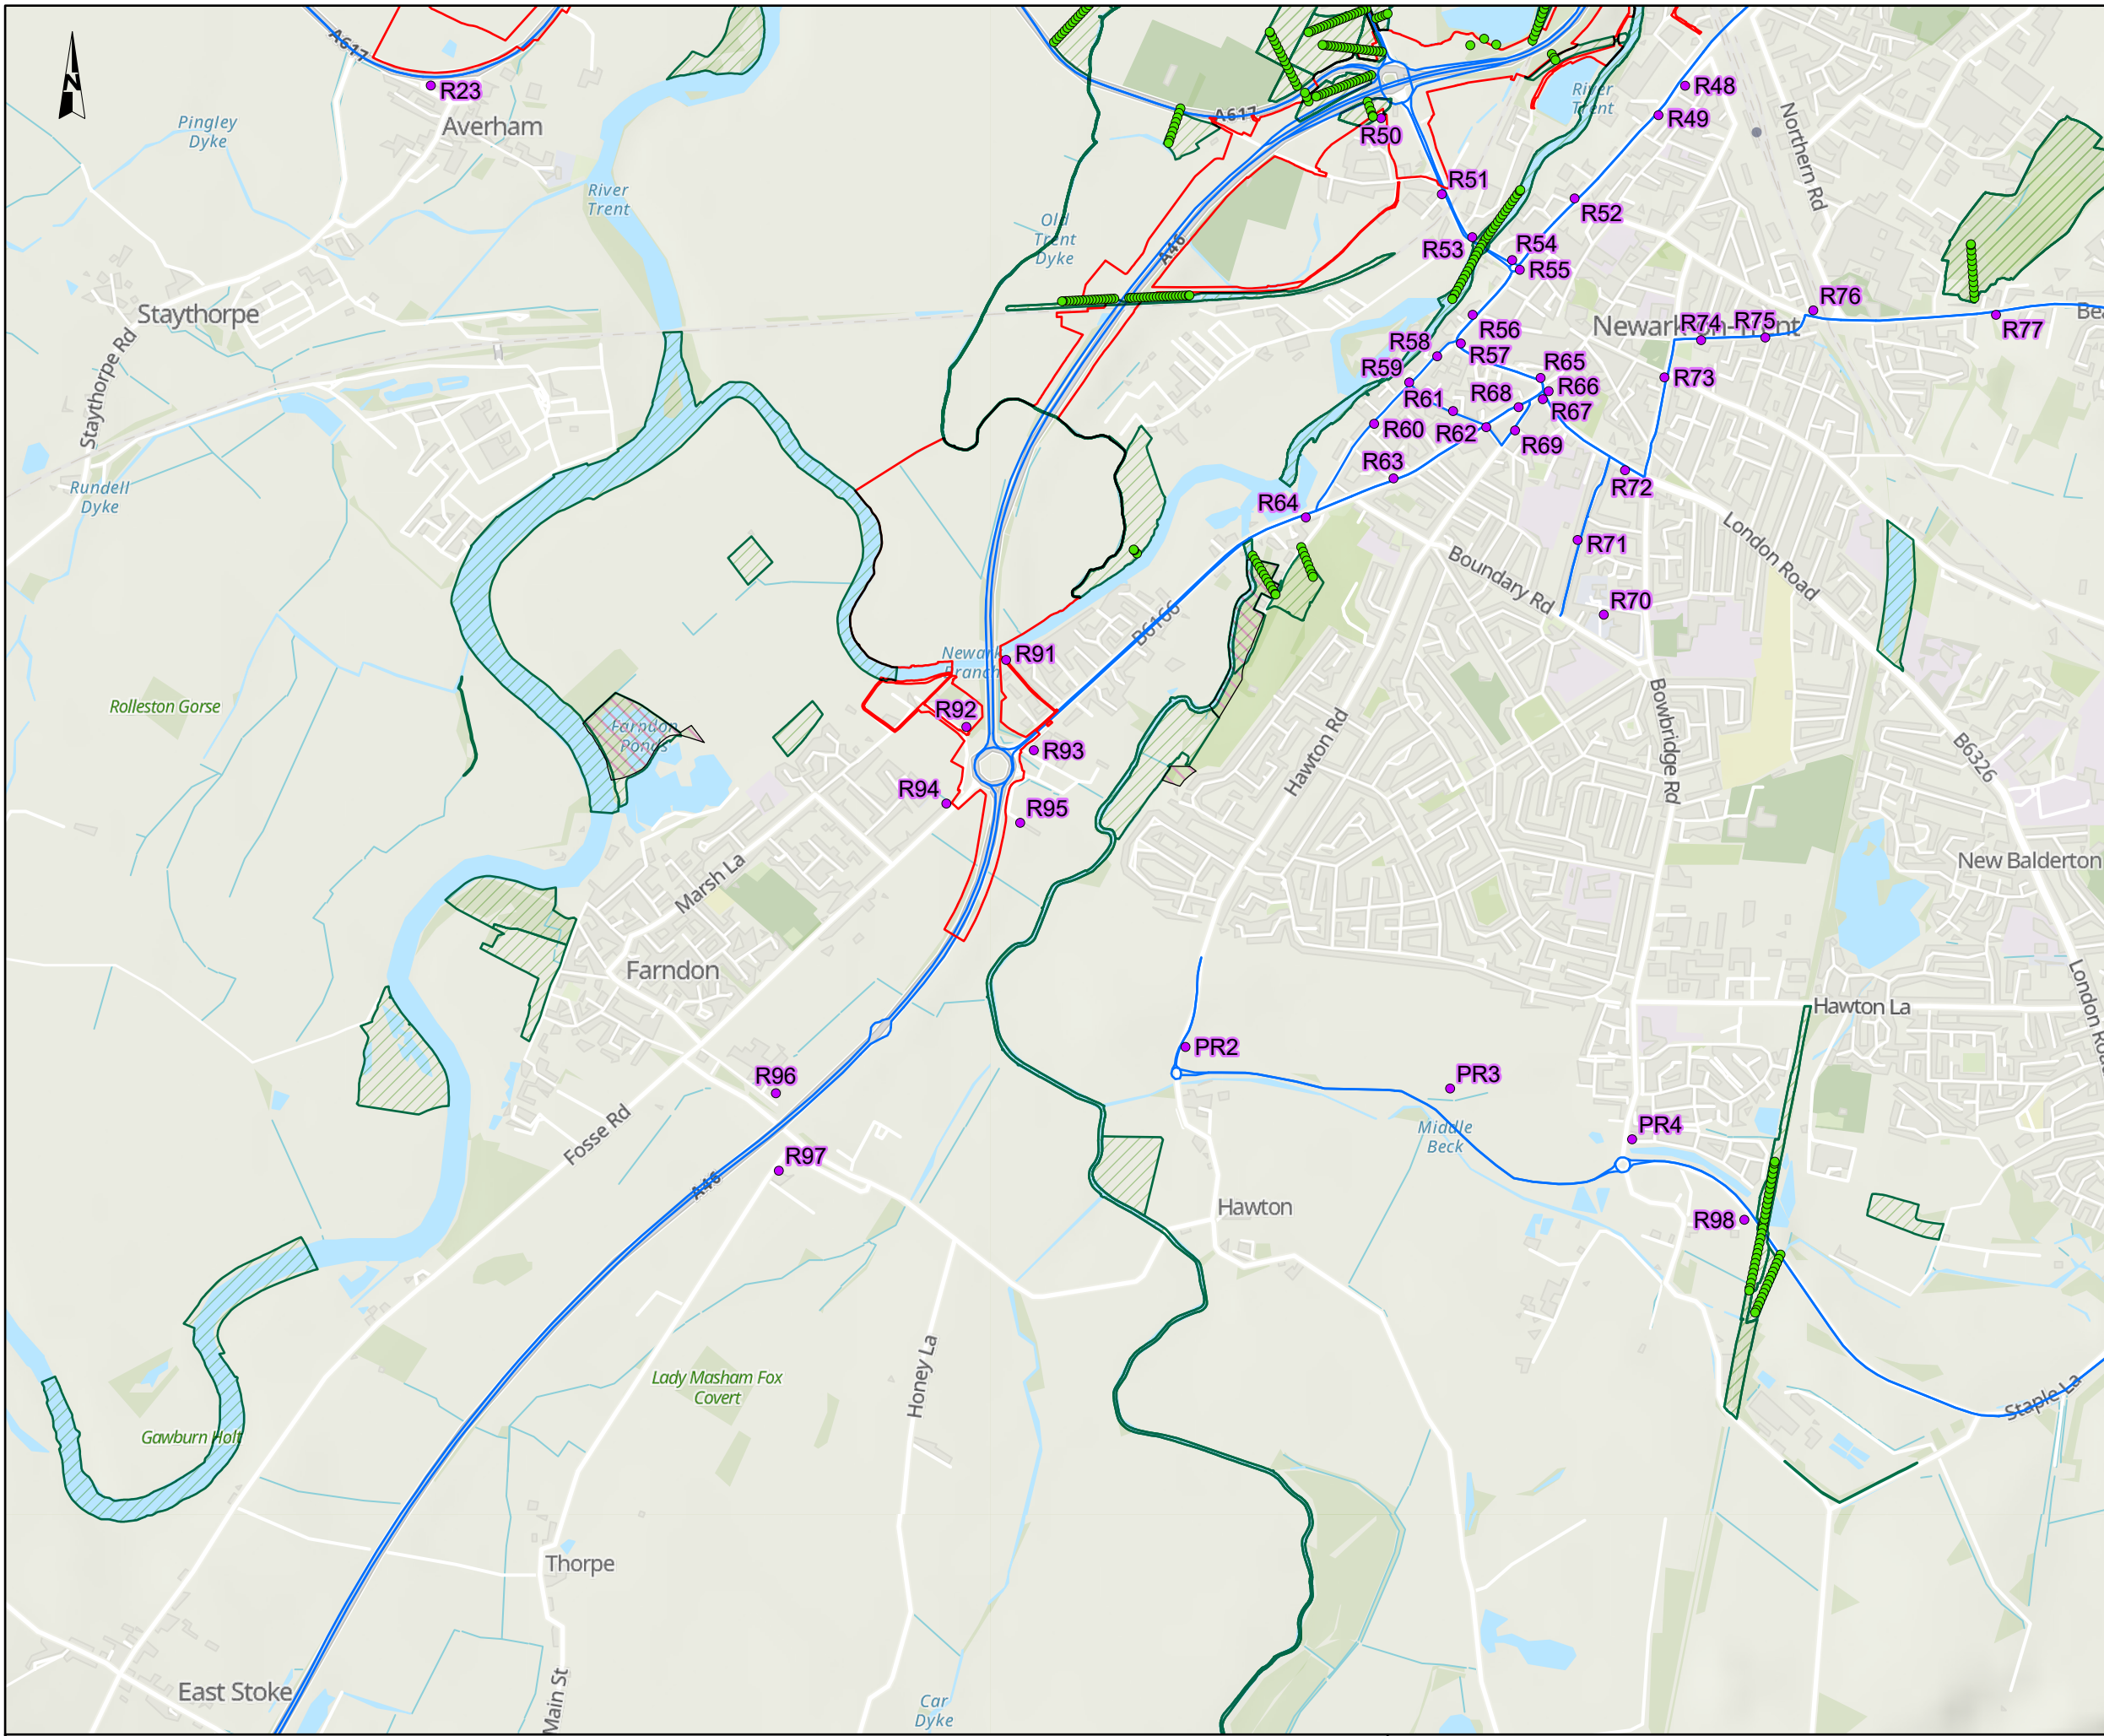 N
A617
R23
Averham
Pingley
Dyke
River
Trent
Staythorpe
Staythorpe Rd
Rundell
Dyke
A617
R50
Old
Trent
Dyke
A46
R51
R53
R54
R55
R52
River
Trent
R48
R49
Northern Rd
Newark-on-Trent
R56
R57
R58
R59
R60
R61
R62
R63
R64
R65
R66
R67
R68
R69
R72
R73
R74
R75
R76
R77
Bea
R71
R70
Boundary Rd
London Road
B6166
Newark
Branch
R91
R92
R93
R94
R95
Rolleston Gorse
Farndon
Ponds
Marsh La
Farndon
Hawton Rd
Bowbridge Rd
B6326
New Balderton
London Roa
Hawton La
PR2
PR3
PR4
Middle
Beck
R96
R97
Fosse Rd
A46
Hawton
R98
Lady Masham Fox
Covert
Honey La
Gawburn Holt
Staple La
Thorpe
Main St
East Stoke
Car
Dyke